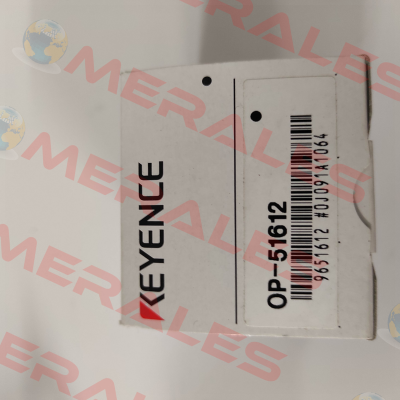 KEYENCE
OP-51612
9651612 #0J091A1064
MERALES
MERALES
MERALES